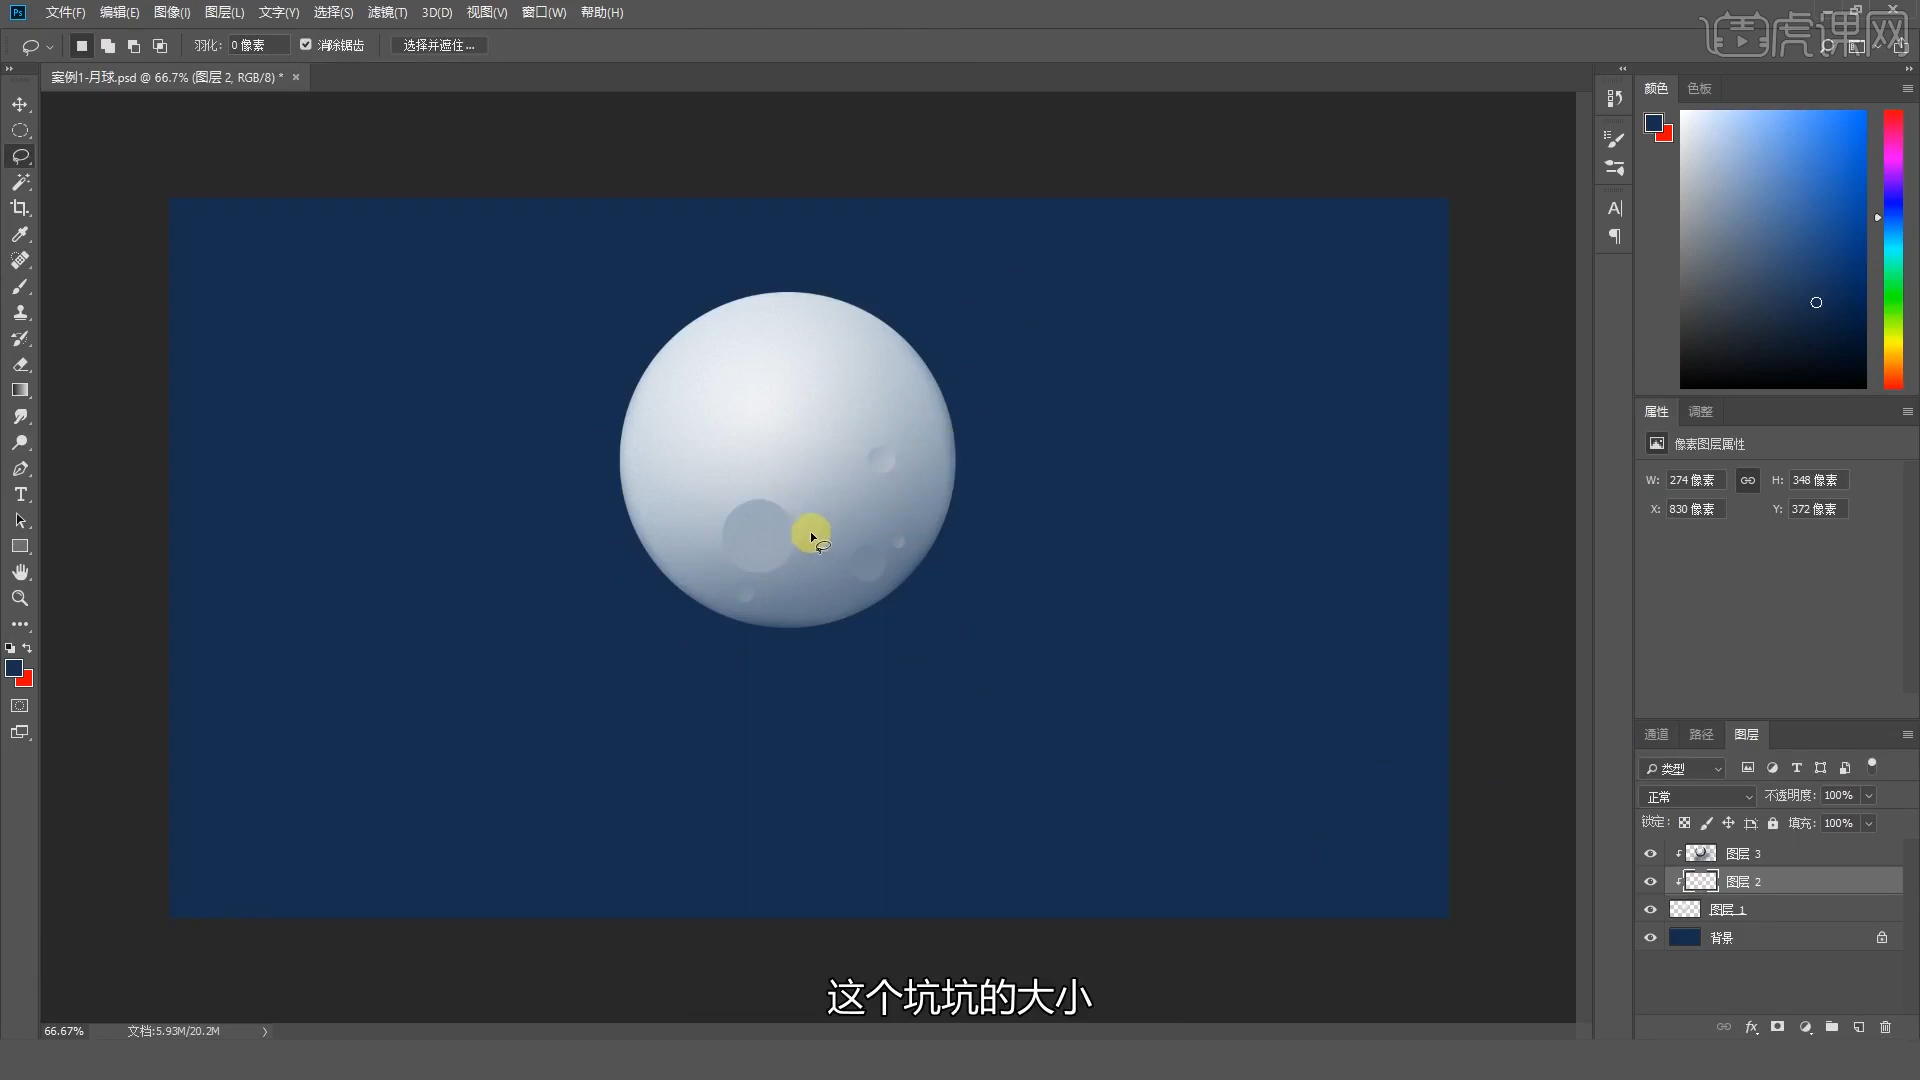 Ps 文件(F) 编辑(E) 图像(I) 图层(L) 文字(Y) 选择(S) 滤镜(T) 3D(D) 视图(V) 窗口(W) 帮助(H)
虎课网
羽化: 0 像素 消除锯齿 选择并遮住...
案例1-月球.psd @ 66.7% (图层 2, RGB/8) * ×
颜色 色板
属性 调整
像素图层属性
W: 274 像素 H: 348 像素
X: 830 像素 Y: 372 像素
通道 路径 图层
类型
正常 不透明度: 100%
锁定: 填充: 100%
图层 3
图层 2
图层 1
背景
这个坑坑的大小
66.67% 文档:5.93M/20.2M